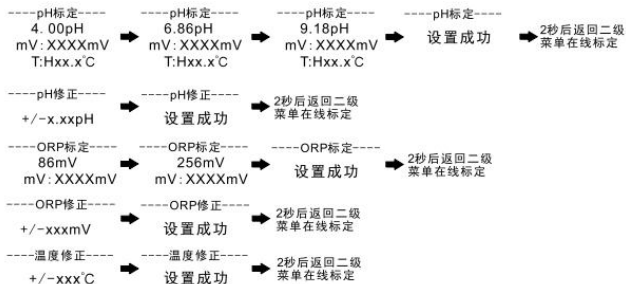 ----pH标定----
4.00pH
mV:XXXXmV
T:Hxx.x℃
----pH标定----
6.86pH
mV:XXXXmV
T:Hxx.x℃
----pH标定----
9.18pH
mV:XXXXmV
T:Hxx.x℃
----pH标定----
设置成功
2秒后返回二级
菜单在线标定
----pH修正----
+/-x.xxpH
----pH修正----
设置成功
2秒后返回二级
菜单在线标定
----ORP标定----
86mV
mV:XXXXmV
----ORP标定----
256mV
mV:XXXXmV
----ORP标定----
设置成功
2秒后返回二级
菜单在线标定
----ORP修正----
+/-xxxmV
----ORP修正----
设置成功
2秒后返回二级
菜单在线标定
----温度修正----
+/-xxx℃
----温度修正----
设置成功
2秒后返回二级
菜单在线标定